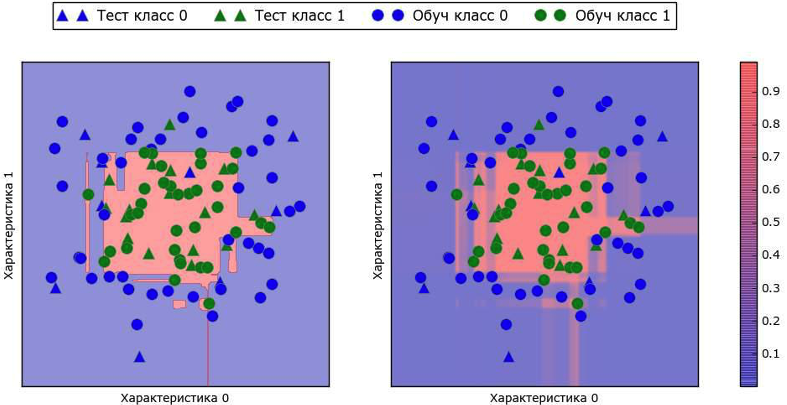 Тест класс 0 Тест класс 1 Обуч класс 0 Обуч класс 1
Характеристика 1
Характеристика 0
Характеристика 1
Характеристика 0
0.9
0.8
0.7
0.6
0.5
0.4
0.3
0.2
0.1